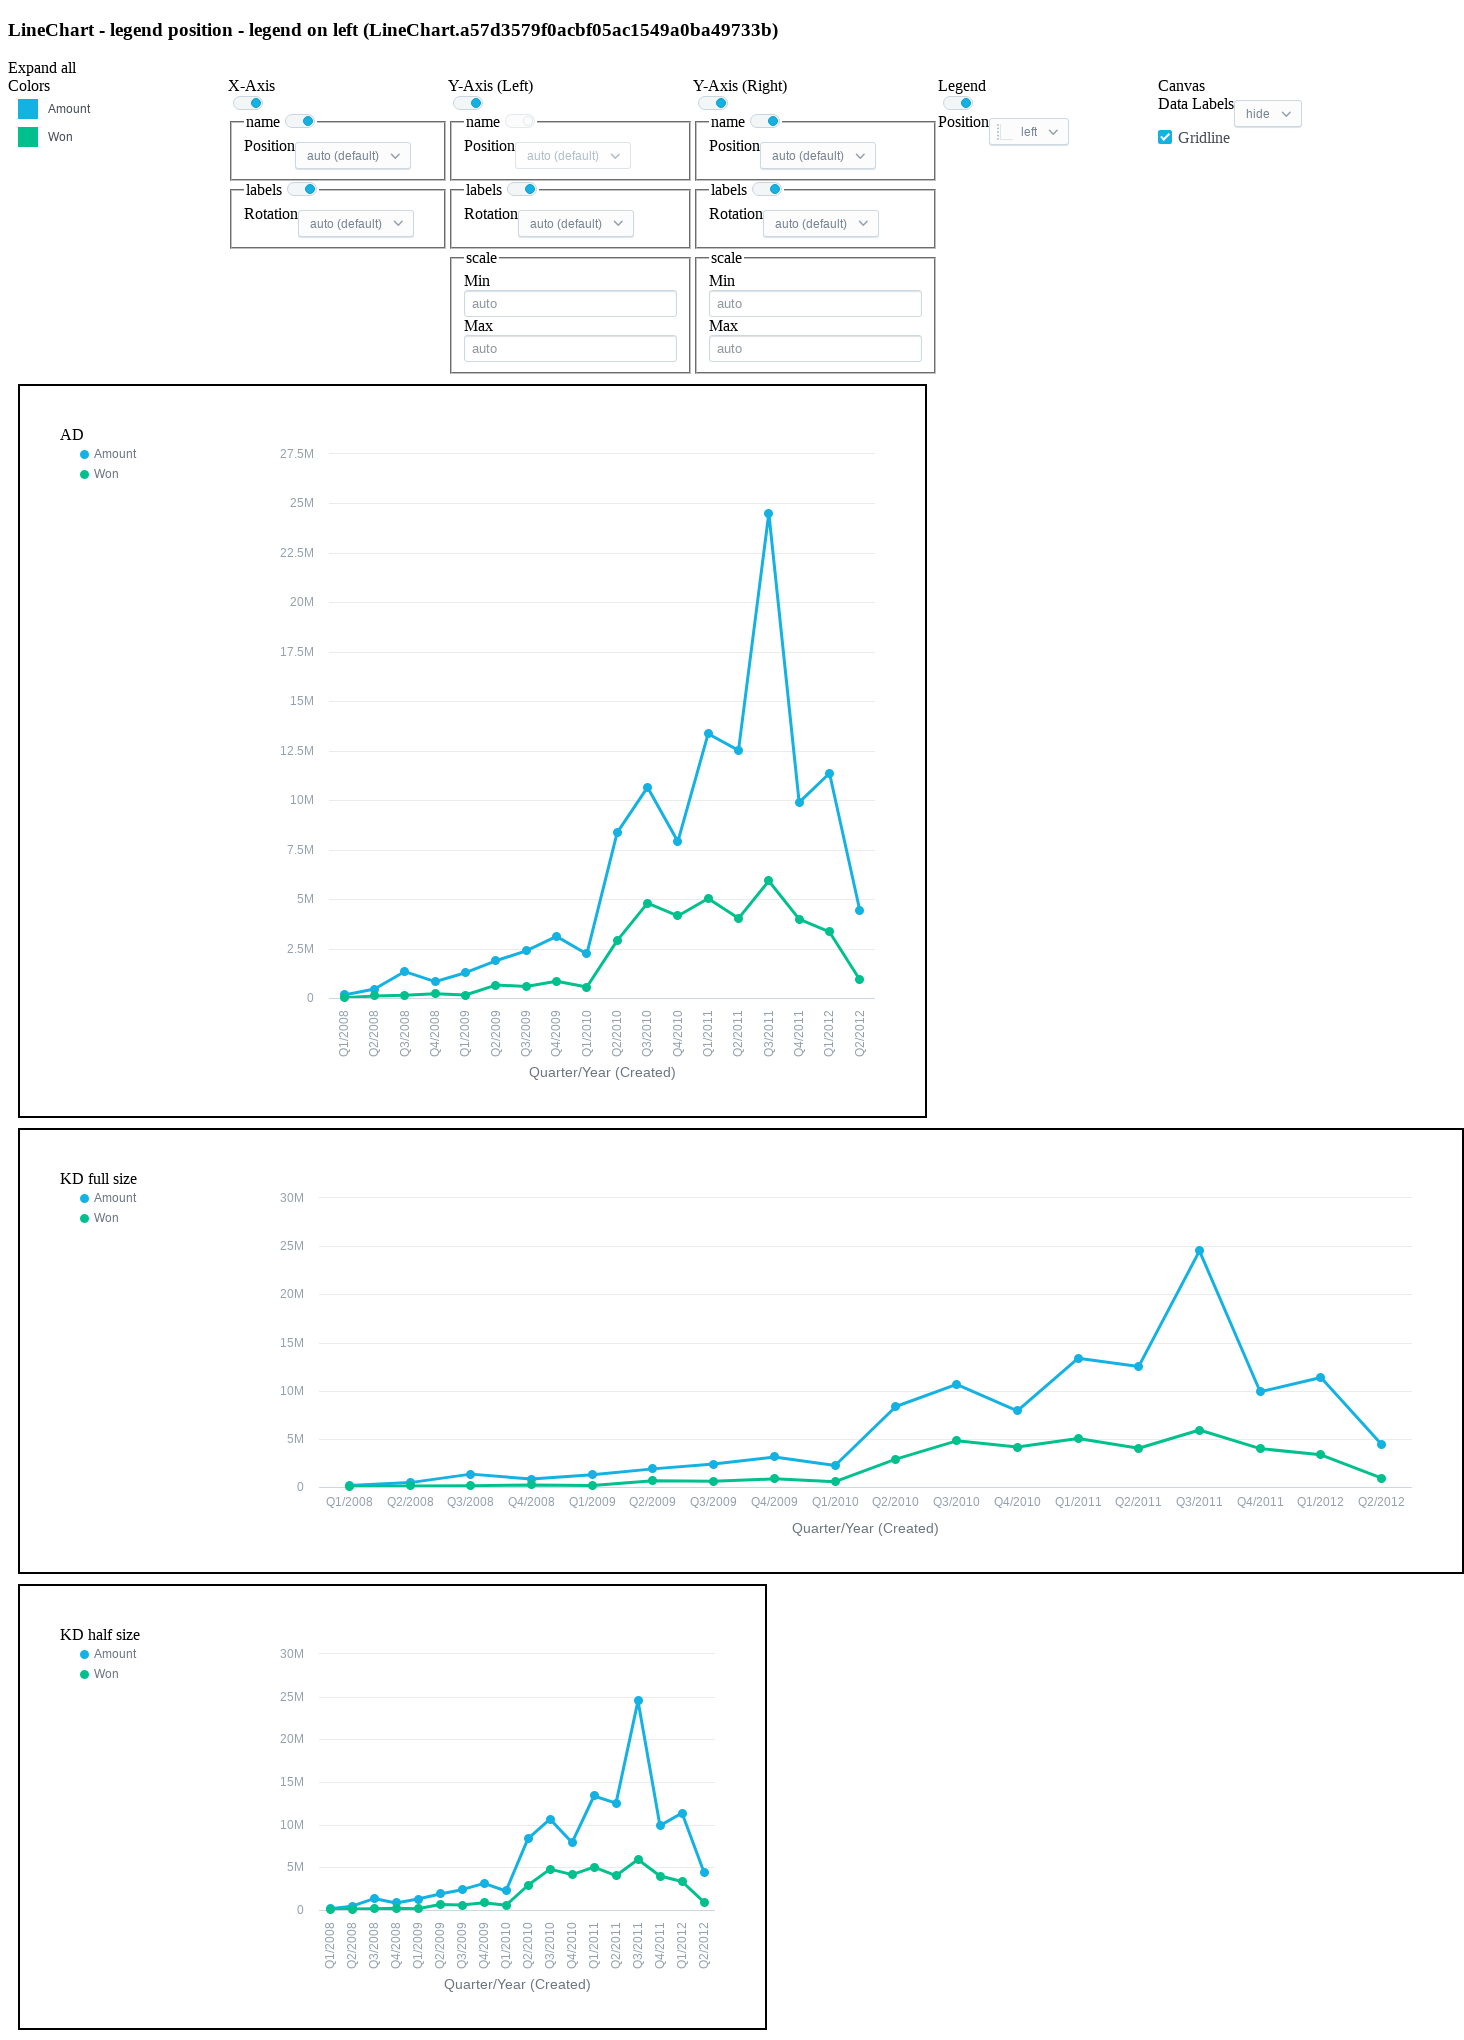 LineChart - legend position - legend on left (LineChart.a57d3579f0acbf05ac1549a0ba49733b)
Expand all
Colors
Amount
Won
X-Axis
name
Position auto (default)
labels
Rotation auto (default)
Y-Axis (Left)
name
Position auto (default)
labels
Rotation auto (default)
scale
Min
auto
Max
auto
Y-Axis (Right)
name
Position auto (default)
labels
Rotation auto (default)
scale
Min
auto
Max
auto
Legend
Position left
Canvas
Data Labels hide
Gridline
AD
Amount
Won
27.5M
25M
22.5M
20M
17.5M
15M
12.5M
10M
7.5M
5M
2.5M
0
Q1/2008 Q2/2008 Q3/2008 Q4/2008 Q1/2009 Q2/2009 Q3/2009 Q4/2009 Q1/2010 Q2/2010 Q3/2010 Q4/2010 Q1/2011 Q2/2011 Q3/2011 Q4/2011 Q1/2012 Q2/2012
Quarter/Year (Created)
KD full size
Amount
Won
30M
25M
20M
15M
10M
5M
0
Q1/2008 Q2/2008 Q3/2008 Q4/2008 Q1/2009 Q2/2009 Q3/2009 Q4/2009 Q1/2010 Q2/2010 Q3/2010 Q4/2010 Q1/2011 Q2/2011 Q3/2011 Q4/2011 Q1/2012 Q2/2012
Quarter/Year (Created)
KD half size
Amount
Won
30M
25M
20M
15M
10M
5M
0
Q1/2008 Q2/2008 Q3/2008 Q4/2008 Q1/2009 Q2/2009 Q3/2009 Q4/2009 Q1/2010 Q2/2010 Q3/2010 Q4/2010 Q1/2011 Q2/2011 Q3/2011 Q4/2011 Q1/2012 Q2/2012
Quarter/Year (Created)